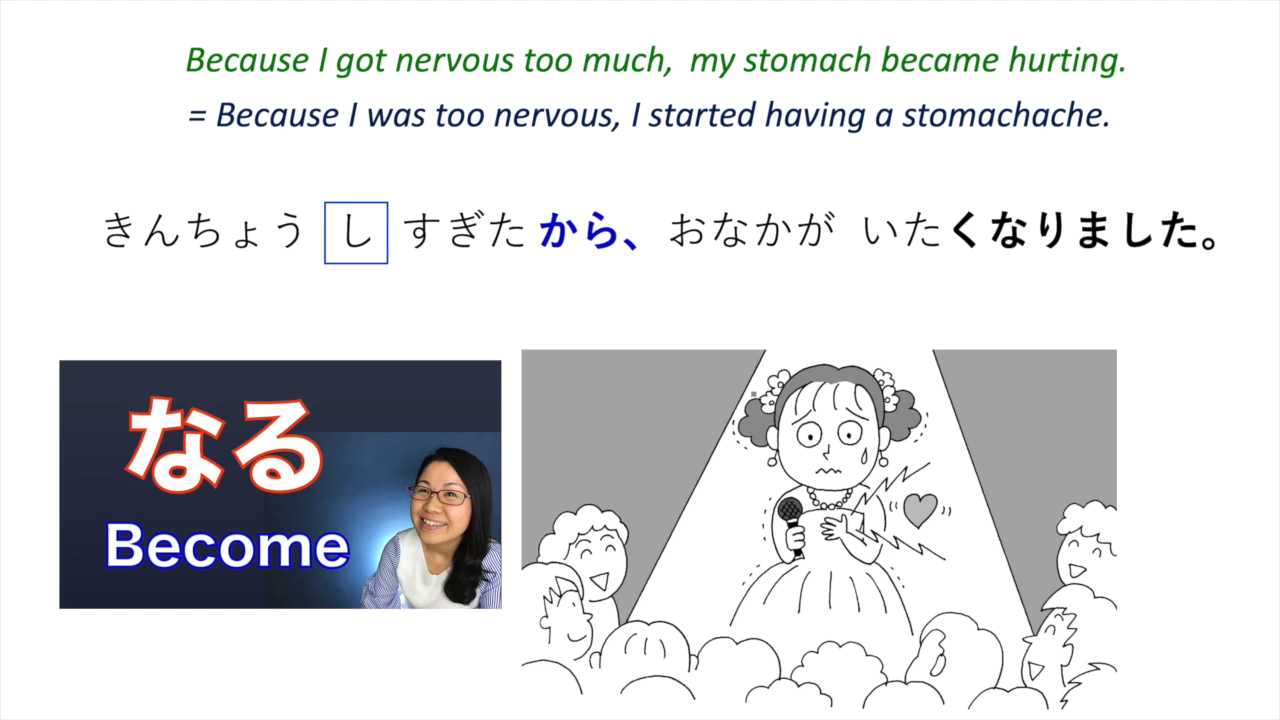 Because I got nervous too much, my stomach became hurting.
= Because I was too nervous, I started having a stomachache.
きんちょう し すぎた から、 おなかが いたくなりました。
なる
Become